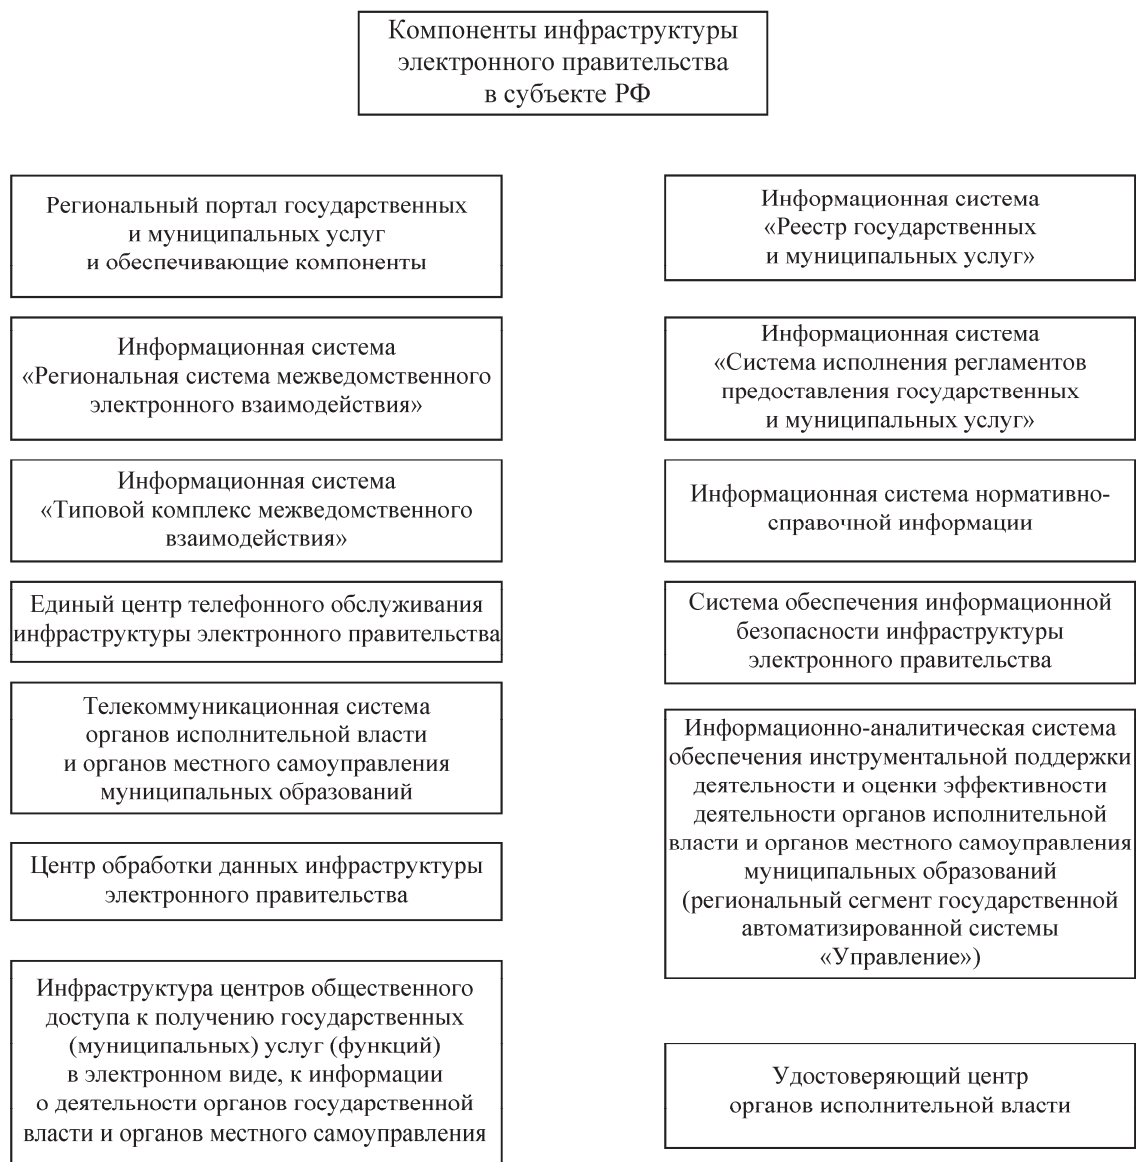 Компоненты инфраструктуры
электронного правительства
в субъекте РФ
Региональный портал государственных
и муниципальных услуг
и обеспечивающие компоненты
Информационная система
«Региональная система межведомственного
электронного взаимодействия»
Информационная система
«Типовой комплекс межведомственного
взаимодействия»
Единый центр телефонного обслуживания
инфраструктуры электронного правительства
Телекоммуникационная система
органов исполнительной власти
и органов местного самоуправления
муниципальных образований
Центр обработки данных инфраструктуры
электронного правительства
Инфраструктура центров общественного
доступа к получению государственных
(муниципальных) услуг (функций)
в электронном виде, к информации
о деятельности органов государственной
власти и органов местного самоуправления
Информационная система
«Реестр государственных
и муниципальных услуг»
Информационная система
«Система исполнения регламентов
предоставления государственных
и муниципальных услуг»
Информационная система нормативно-
справочной информации
Система обеспечения информационной
безопасности инфраструктуры
электронного правительства
Информационно-аналитическая система
обеспечения инструментальной поддержки
деятельности и оценки эффективности
деятельности органов исполнительной
власти и органов местного самоуправления
муниципальных образований
(региональный сегмент государственной
автоматизированной системы
«Управление»)
Удостоверяющий центр
органов исполнительной власти